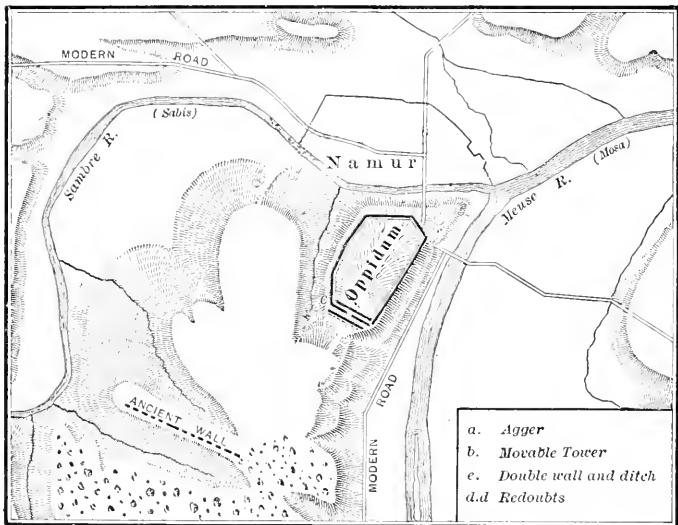 MODERN ROAD
(Sabis)
Sambre R.
Namur
Meuse R. (Mosa)
Oppidum
ANCIENT WALL
MODERN ROAD
a. Agger
b. Movable Tower
e. Double wall and ditch
d.d Redoubts